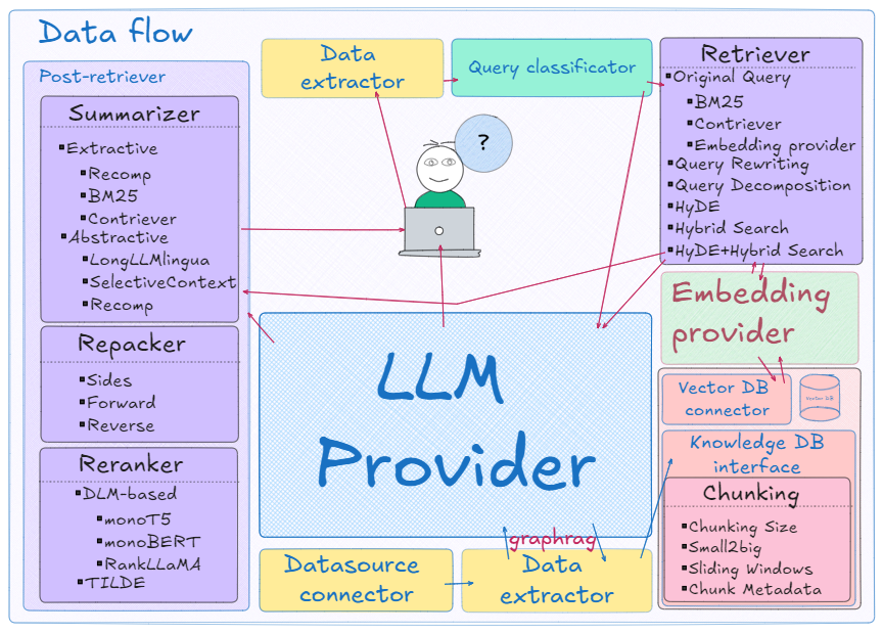 Data flow
Post-retriever
Summarizer
Extractive
Recomp
BM25
Contriever
Abstractive
LongLLMlingua
SelectiveContext
Recomp
Repacker
Sides
Forward
Reverse
Reranker
DLM-based
monoT5
monoBERT
RankLLaMA
TILDE
Data
extractor
Query classificator
?
Retriever
Original Query
BM25
Contriever
Embedding provider
Query Rewriting
Query Decomposition
HyDE
Hybrid Search
HyDE+Hybrid Search
Embedding
provider
LLM
Provider
graphrag
Datasource
connector
Data
extractor
Vector DB
connector
Vector DB
Knowledge DB
interface
Chunking
Chunking Size
Small2big
Sliding Windows
Chunk Metadata